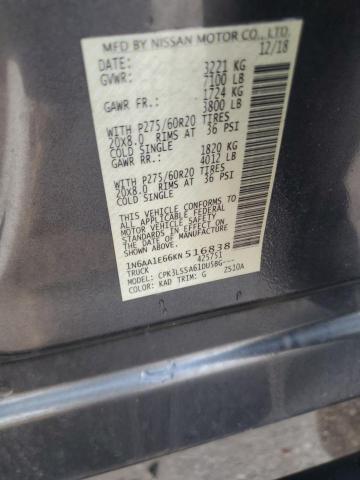 MFD BY NISSAN MOTOR CO., LTD.
DATE: 12/18
GVWR: 3221 KG
7100 LB
GAWR FR.: 1724 KG
3800 LB
WITH P275/60R20 TIRES
20X8.0 RIMS AT 36 PSI
COLD SINGLE
GAWR RR.: 1820 KG
4012 LB
WITH P275/60R20 TIRES
20X8.0 RIMS AT 36 PSI
COLD SINGLE
THIS VEHICLE CONFORMS TO
ALL APPLICABLE FEDERAL
MOTOR VEHICLE SAFETY
STANDARDS IN EFFECT ON
THE DATE OF
MANUFACTURE
1N6AA1E66KN516838
TRUCK 425751
MODEL: CPK3LSSA61DU5BG---
COLOR: KAD TRIM: G ZS10A